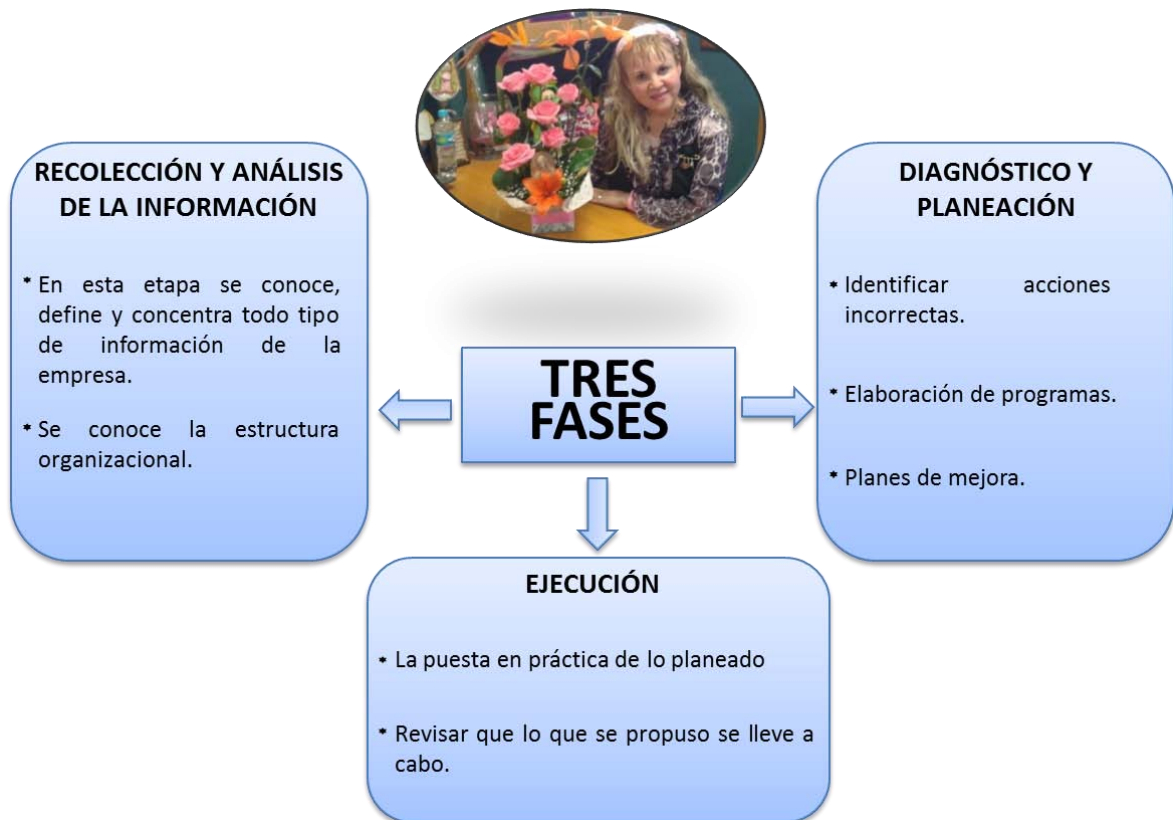 RECOLECCIÓN Y ANÁLISIS
DE LA INFORMACIÓN
* En esta etapa se conoce,
define y concentra todo tipo
de información de la
empresa.
* Se conoce la estructura
organizacional.
TRES
FASES
DIAGNÓSTICO Y
PLANEACIÓN
* Identificar acciones
incorrectas.
* Elaboración de programas.
* Planes de mejora.
EJECUCIÓN
* La puesta en práctica de lo planeado
* Revisar que lo que se propuso se lleve a
cabo.